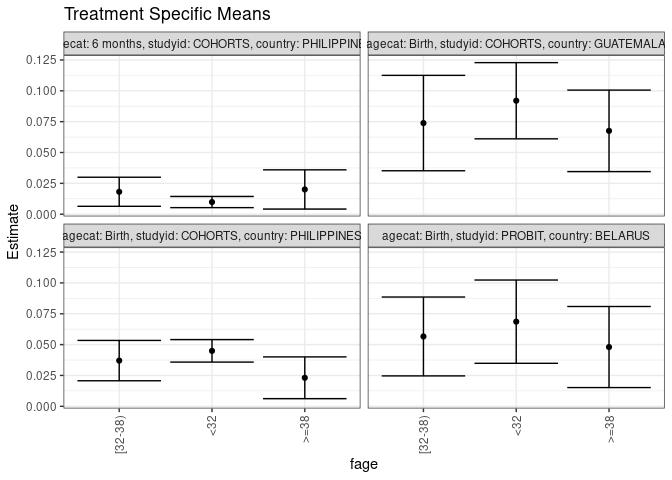 Treatment Specific Means
ecat: 6 months, studyid: COHORTS, country: PHILIPPINE
agecat: Birth, studyid: COHORTS, country: GUATEMALA
0.125
0.100
0.075
0.050
0.025
0.000
agecat: Birth, studyid: COHORTS, country: PHILIPPINES
agecat: Birth, studyid: PROBIT, country: BELARUS
0.125
0.100
0.075
0.050
0.025
0.000
Estimate
[32-38)
<32
>=38
[32-38)
<32
>=38
fage